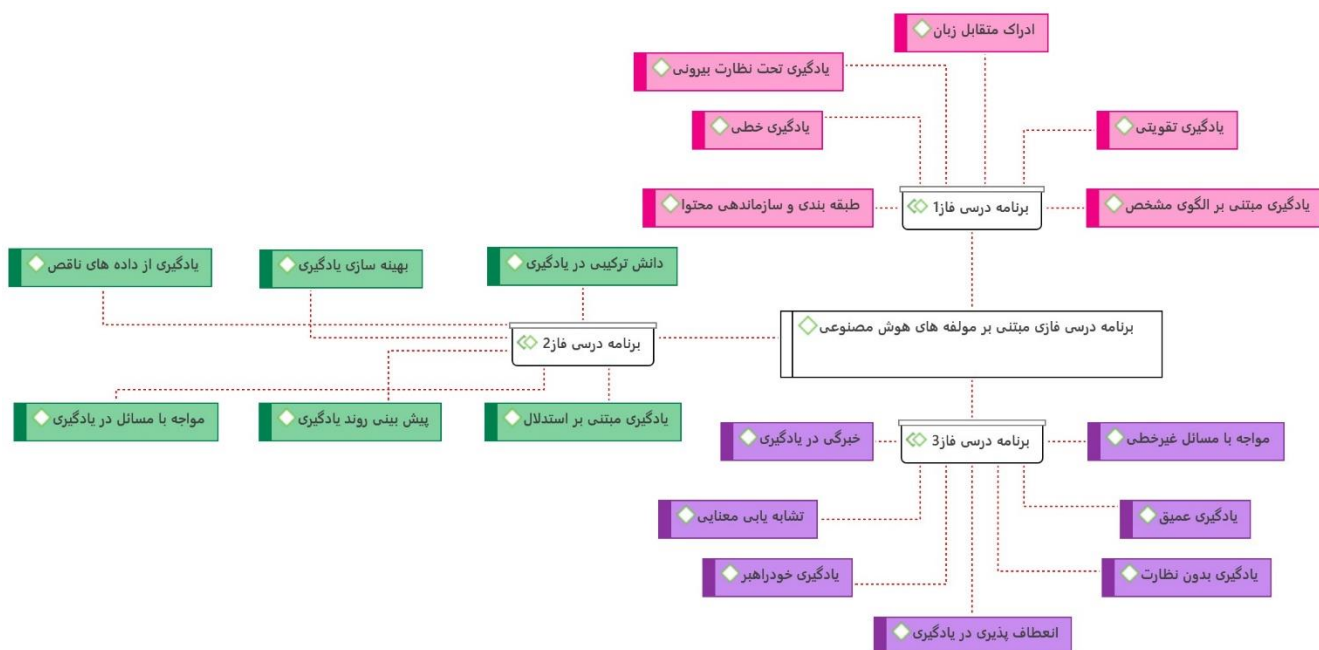 ادراک متقابل زبان
یادگیری تحت نظارت بیرونی
یادگیری تقویتی
یادگیری خطی
یادگیری مبتنی بر الگوی مشخص
برنامه درسی فاز1
طبقه بندی و سازماندهی محتوا
دانش ترکیبی در یادگیری
بهینه سازی یادگیری
یادگیری از داده های ناقص
برنامه درسی فازی مبتنی بر مولفه های هوش مصنوعی
برنامه درسی فاز2
یادگیری مبتنی بر استدلال
پیش بینی روند یادگیری
مواجه با مسائل در یادگیری
مواجه با مسائل غیرخطی
برنامه درسی فاز3
خبرگی در یادگیری
یادگیری عمیق
تشابه یابی معنایی
یادگیری بدون نظارت
یادگیری خودراهبر
انعطاف پذیری در یادگیری